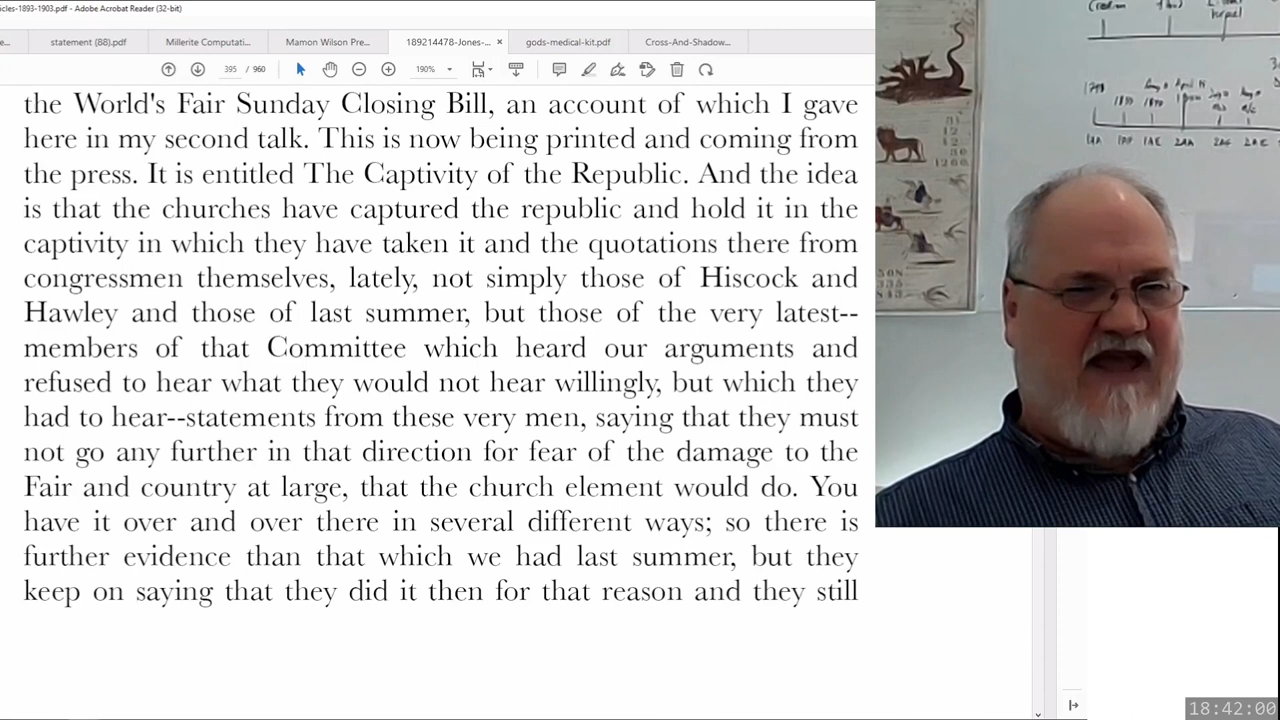 cles-1893-1903.pdf - Adobe Acrobat Reader (32-bit)
e... statement (88).pdf Millerite Computati... Mamon Wilson Pre... 189214478-Jones-... × gods-medical-kit.pdf Cross-And-Shadow...
395 / 960 190%
the World's Fair Sunday Closing Bill, an account of which I gave
here in my second talk. This is now being printed and coming from
the press. It is entitled The Captivity of the Republic. And the idea
is that the churches have captured the republic and hold it in the
captivity in which they have taken it and the quotations there from
congressmen themselves, lately, not simply those of Hiscock and
Hawley and those of last summer, but those of the very latest--
members of that Committee which heard our arguments and
refused to hear what they would not hear willingly, but which they
had to hear--statements from these very men, saying that they must
not go any further in that direction for fear of the damage to the
Fair and country at large, that the church element would do. You
have it over and over there in several different ways; so there is
further evidence than that which we had last summer, but they
keep on saying that they did it then for that reason and they still
1260
1798
1AA
2AA
18:42:00